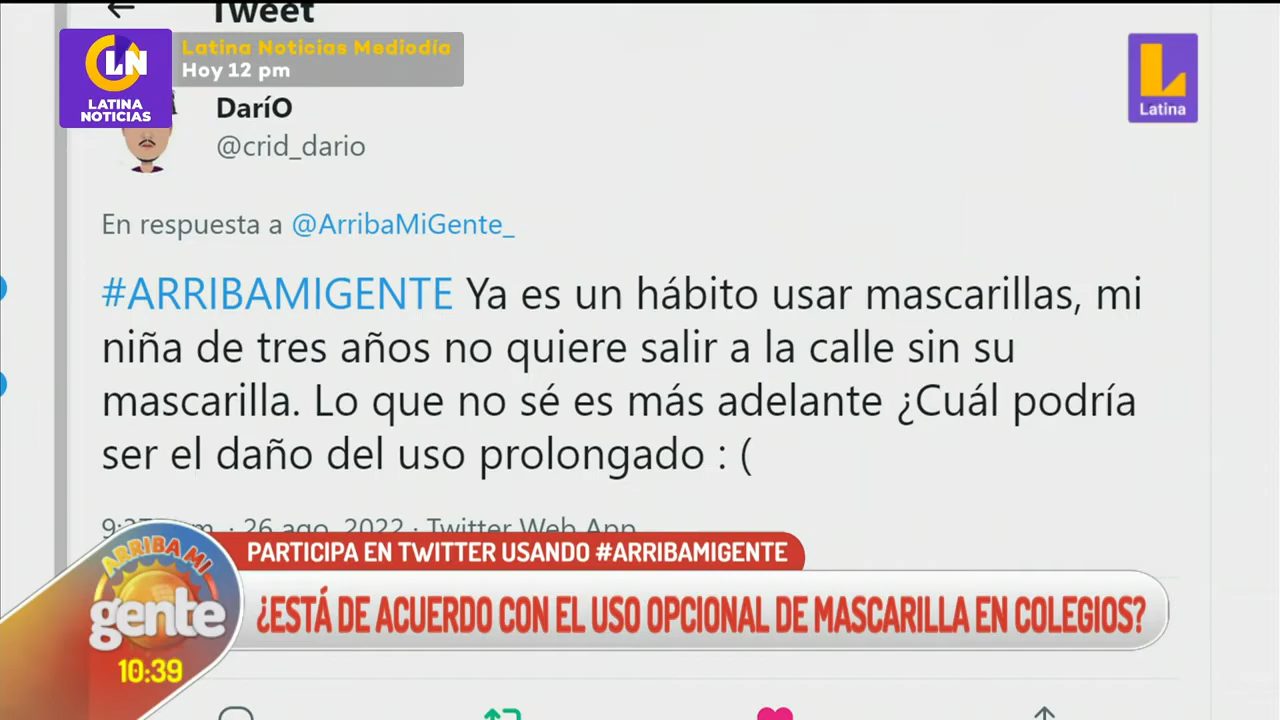 Tweet
Latina Noticias Mediodía
Hoy 12 pm
LN
LATINA
NOTICIAS
L
Latina
DaríO
@crid_dario
En respuesta a @ArribaMiGente_
#ARRIBAMIGENTE Ya es un hábito usar mascarillas, mi
niña de tres años no quiere salir a la calle sin su
mascarilla. Lo que no sé es más adelante ¿Cuál podría
ser el daño del uso prolongado : (
· 26 ago. 2022 · Twitter Web App
PARTICIPA EN TWITTER USANDO #ARRIBAMIGENTE
ARRIBA MI
gente
10:39
¿ESTÁ DE ACUERDO CON EL USO OPCIONAL DE MASCARILLA EN COLEGIOS?